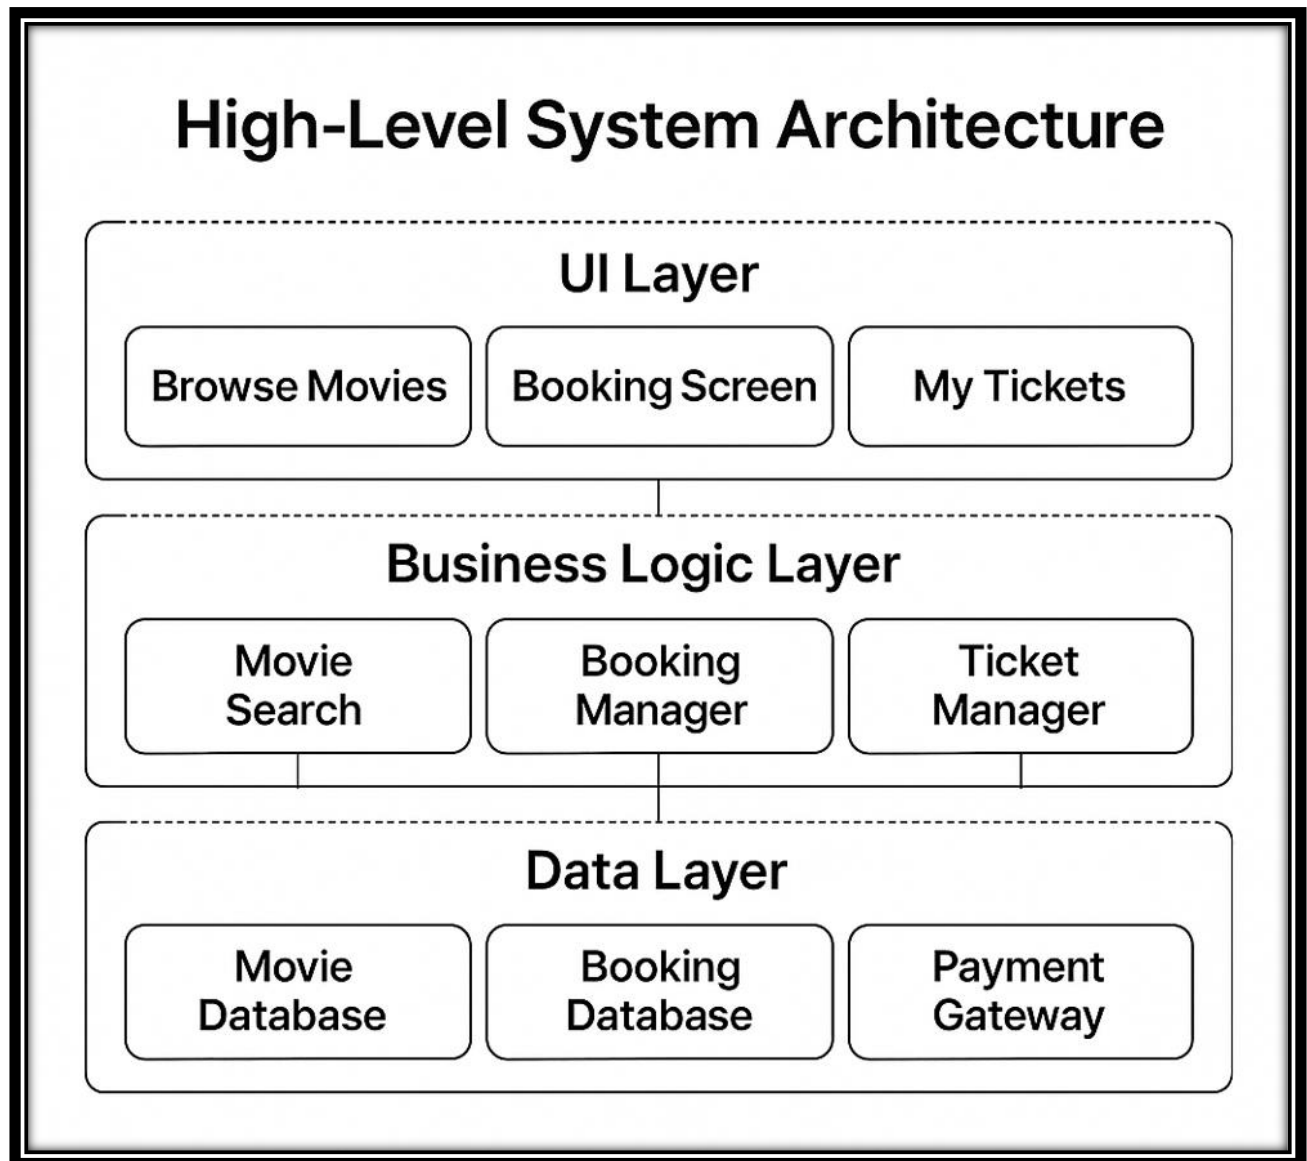 High-Level System Architecture
UI Layer
Browse Movies
Booking Screen
My Tickets
Business Logic Layer
Movie
Search
Booking
Manager
Ticket
Manager
Data Layer
Movie
Database
Booking
Database
Payment
Gateway